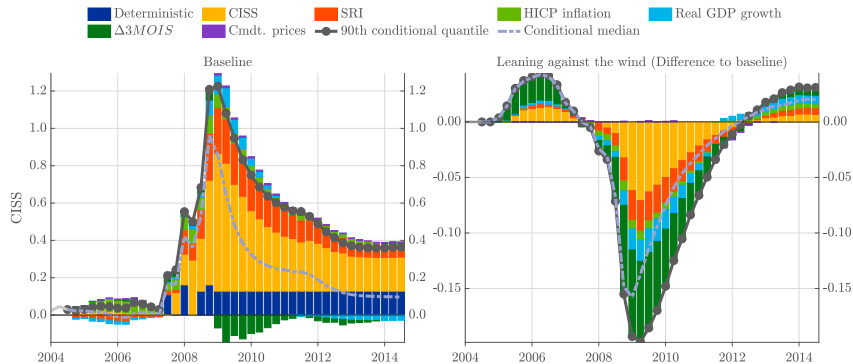 Deterministic CISS SRI HICP inflation Real GDP growth
Δ3MOIS Cmdt. prices 90th conditional quantile Conditional median
Baseline
Leaning against the wind (Difference to baseline)
CISS
1.2 1.2
1.0 1.0
0.8 0.8
0.6 0.6
0.4 0.4
0.2 0.2
0.0 0.0
2004 2006 2008 2010 2012 2014
0.00 0.00
−0.05 −0.05
−0.10 −0.10
−0.15 −0.15
2004 2006 2008 2010 2012 2014